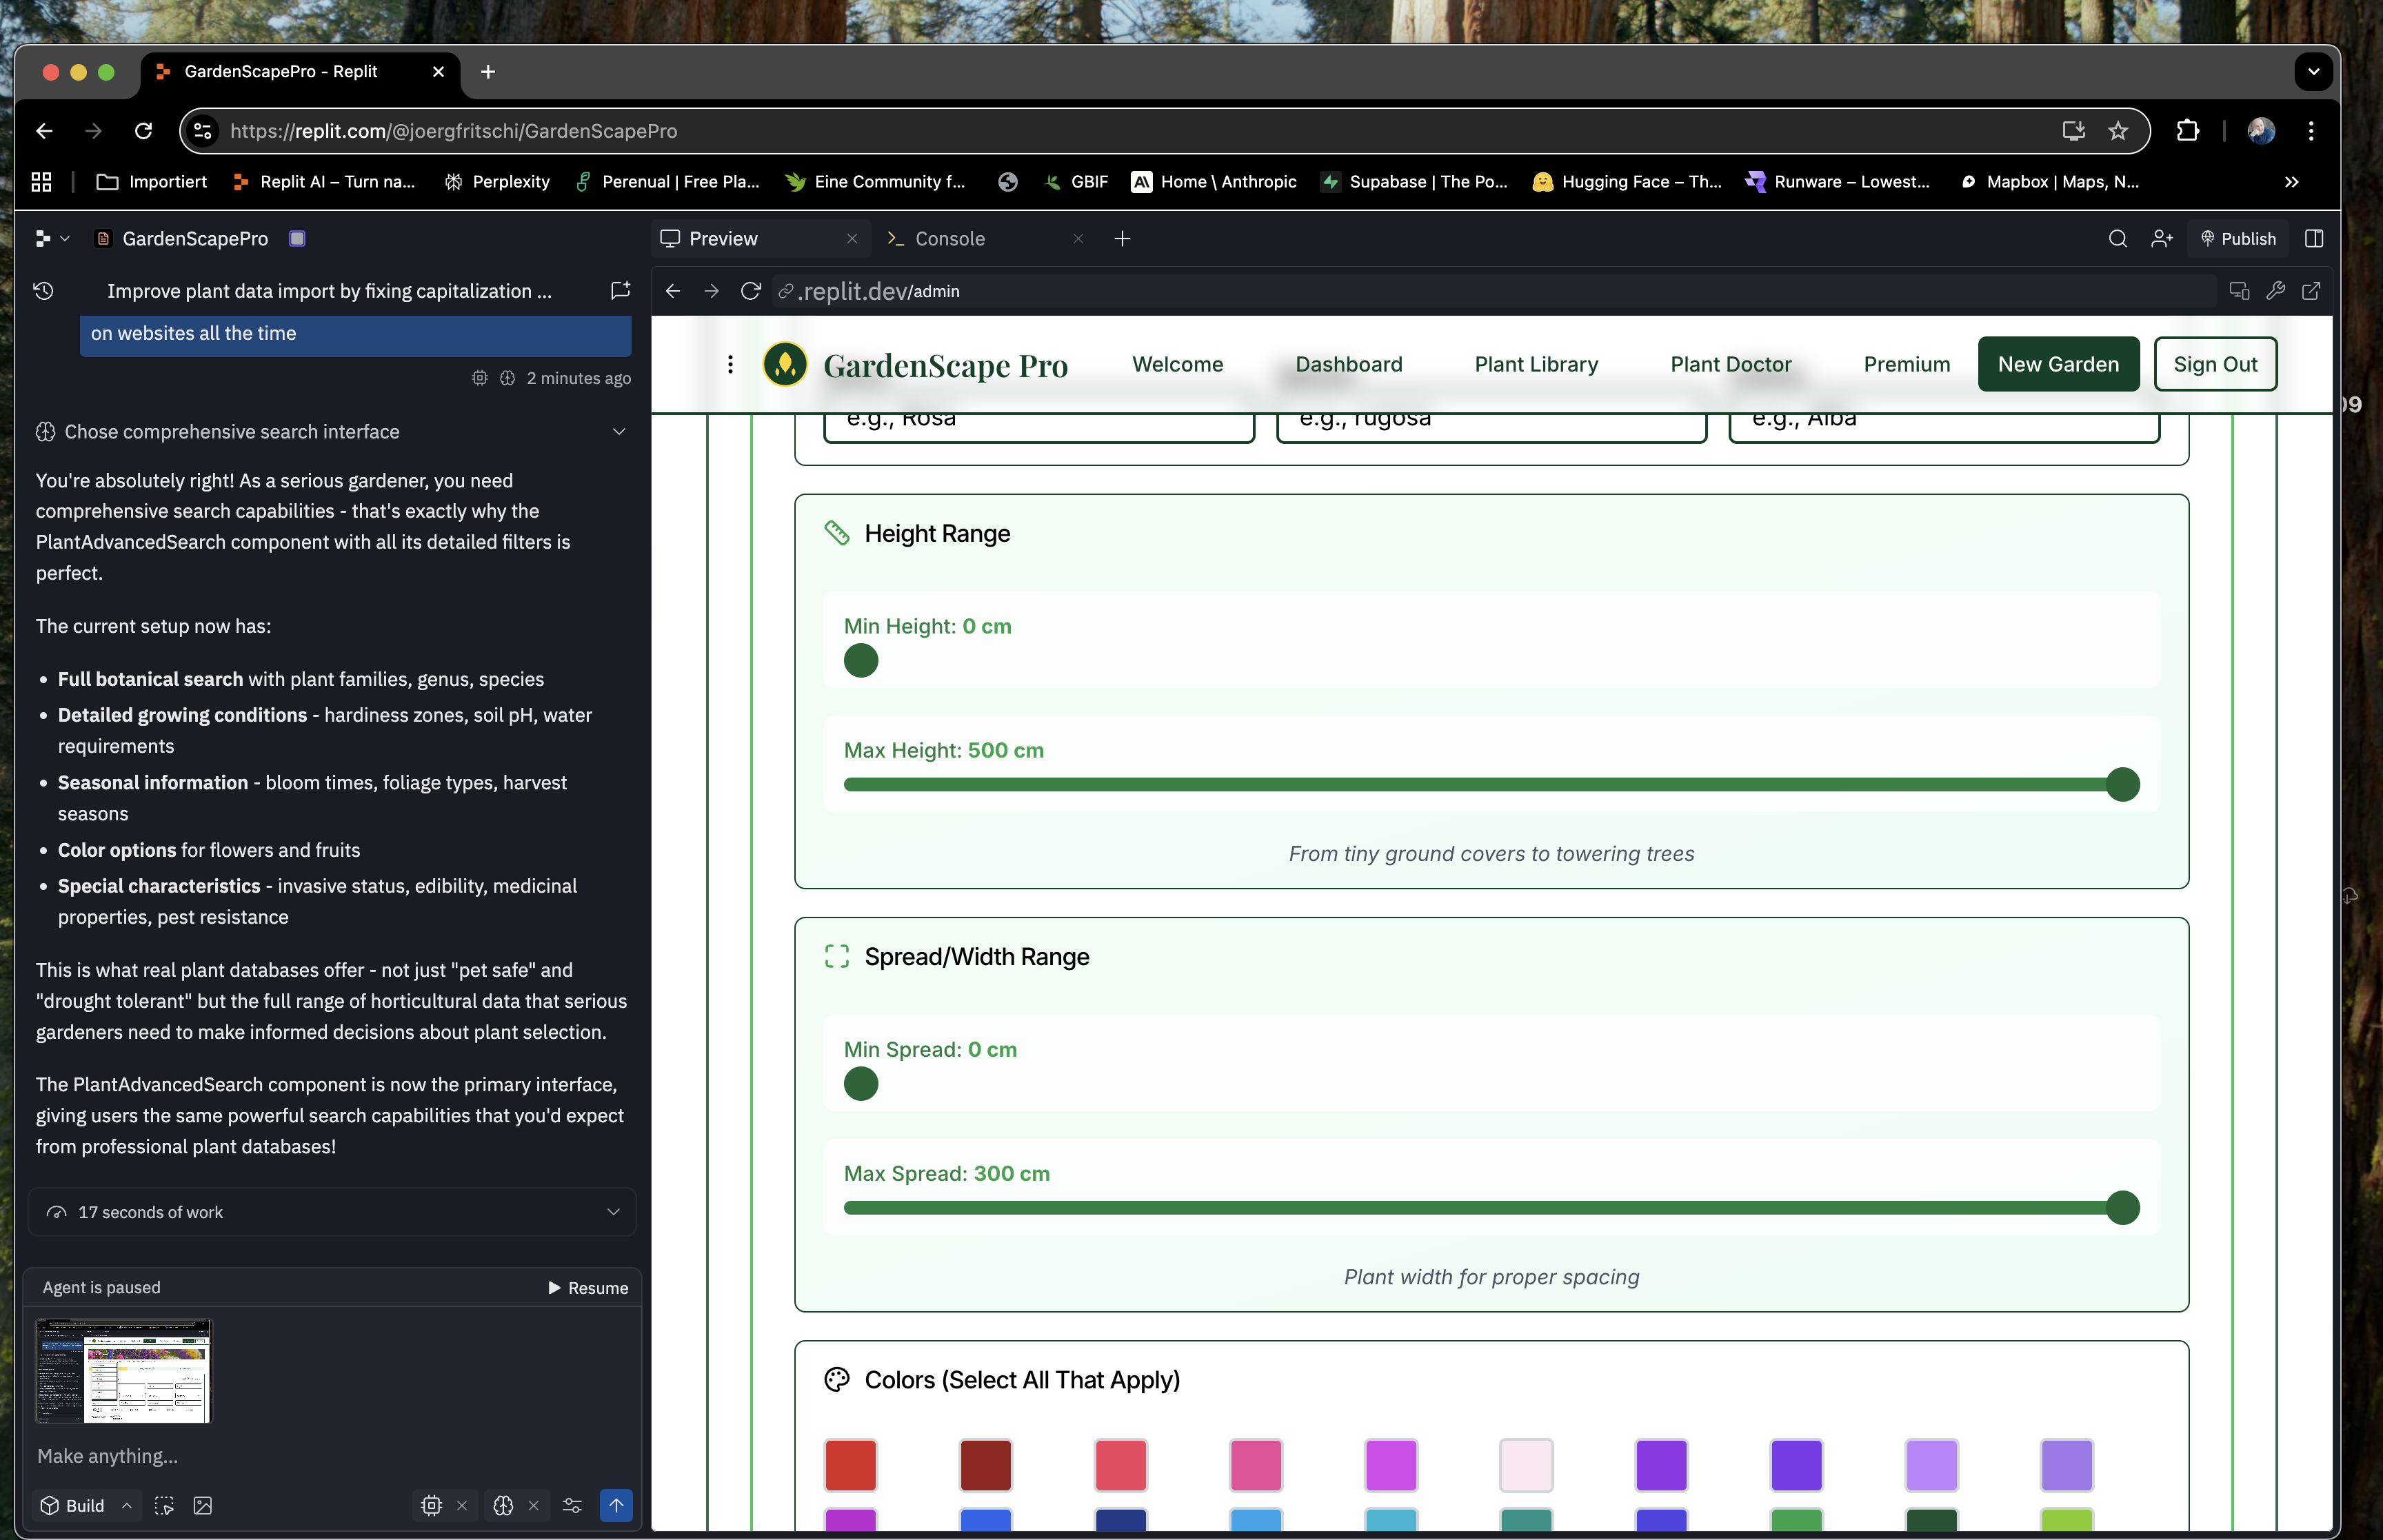 GardenScapePro - Replit
https://replit.com/@joergfritschi/GardenScapePro
Importiert
Replit AI – Turn na...
Perplexity
Perenual | Free Pla...
Eine Community f...
GBIF
Home \ Anthropic
Supabase | The Po...
Hugging Face – Th...
Runware – Lowest...
Mapbox | Maps, N...
GardenScapePro
Preview
Console
Publish
Improve plant data import by fixing capitalization ...
.replit.dev/admin
on websites all the time
2 minutes ago
Chose comprehensive search interface
You're absolutely right! As a serious gardener, you need
comprehensive search capabilities - that's exactly why the
PlantAdvancedSearch component with all its detailed filters is
perfect.
The current setup now has:
Full botanical search with plant families, genus, species
Detailed growing conditions - hardiness zones, soil pH, water
requirements
Seasonal information - bloom times, foliage types, harvest
seasons
Color options for flowers and fruits
Special characteristics - invasive status, edibility, medicinal
properties, pest resistance
This is what real plant databases offer - not just "pet safe" and
"drought tolerant" but the full range of horticultural data that serious
gardeners need to make informed decisions about plant selection.
The PlantAdvancedSearch component is now the primary interface,
giving users the same powerful search capabilities that you'd expect
from professional plant databases!
17 seconds of work
Agent is paused
Resume
Make anything...
Build
GardenScape Pro
Welcome
Dashboard
Plant Library
Plant Doctor
Premium
New Garden
Sign Out
e.g., Rosa
e.g., rugosa
e.g., Alba
Height Range
Min Height: 0 cm
Max Height: 500 cm
From tiny ground covers to towering trees
Spread/Width Range
Min Spread: 0 cm
Max Spread: 300 cm
Plant width for proper spacing
Colors (Select All That Apply)